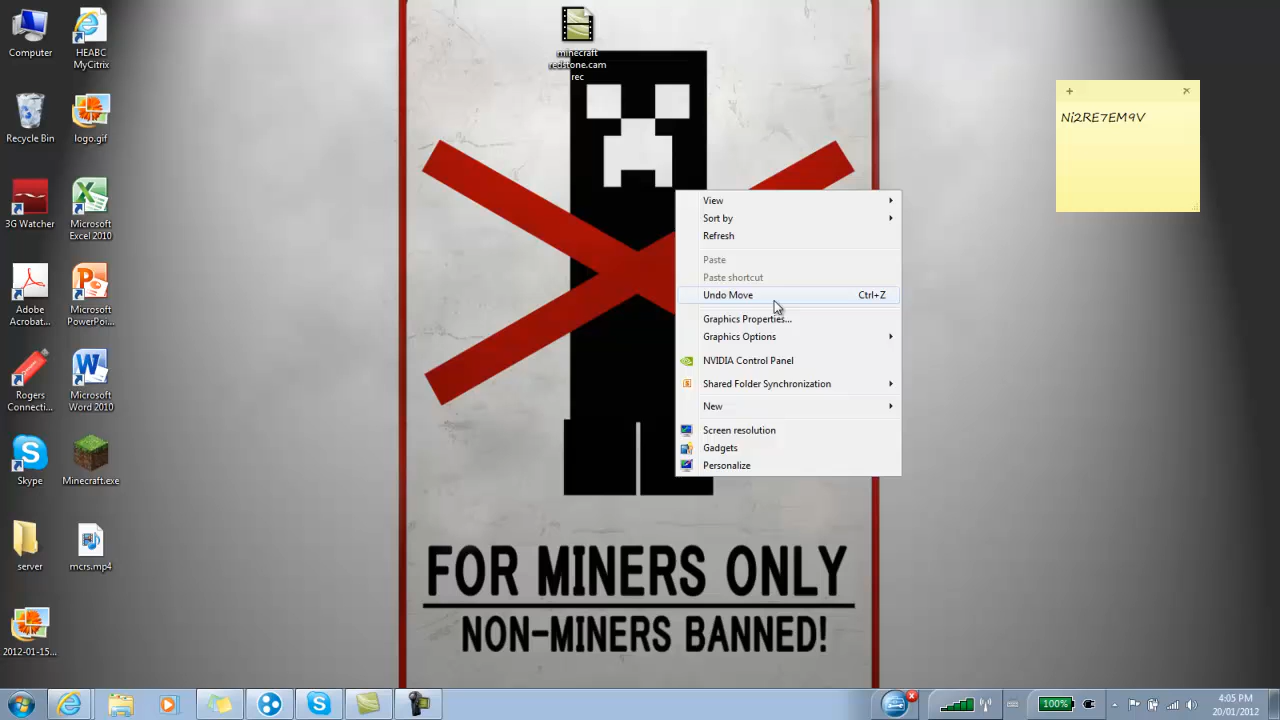 Computer
HEABC
MyCitrix
Recycle Bin
logo.gif
3G Watcher
Microsoft
Excel 2010
Adobe
Acrobat...
Microsoft
PowerPoi...
Rogers
Connecti...
Microsoft
Word 2010
Skype
Minecraft.exe
server
mcrs.mp4
2012-01-15...
minecraft
redstone.cam
rec
Ni2RE7EM9V
View
Sort by
Refresh
Paste
Paste shortcut
Undo Move Ctrl+Z
Graphics Properties...
Graphics Options
NVIDIA Control Panel
Shared Folder Synchronization
New
Screen resolution
Gadgets
Personalize
FOR MINERS ONLY
NON-MINERS BANNED!
100%
4:05 PM
20/01/2012